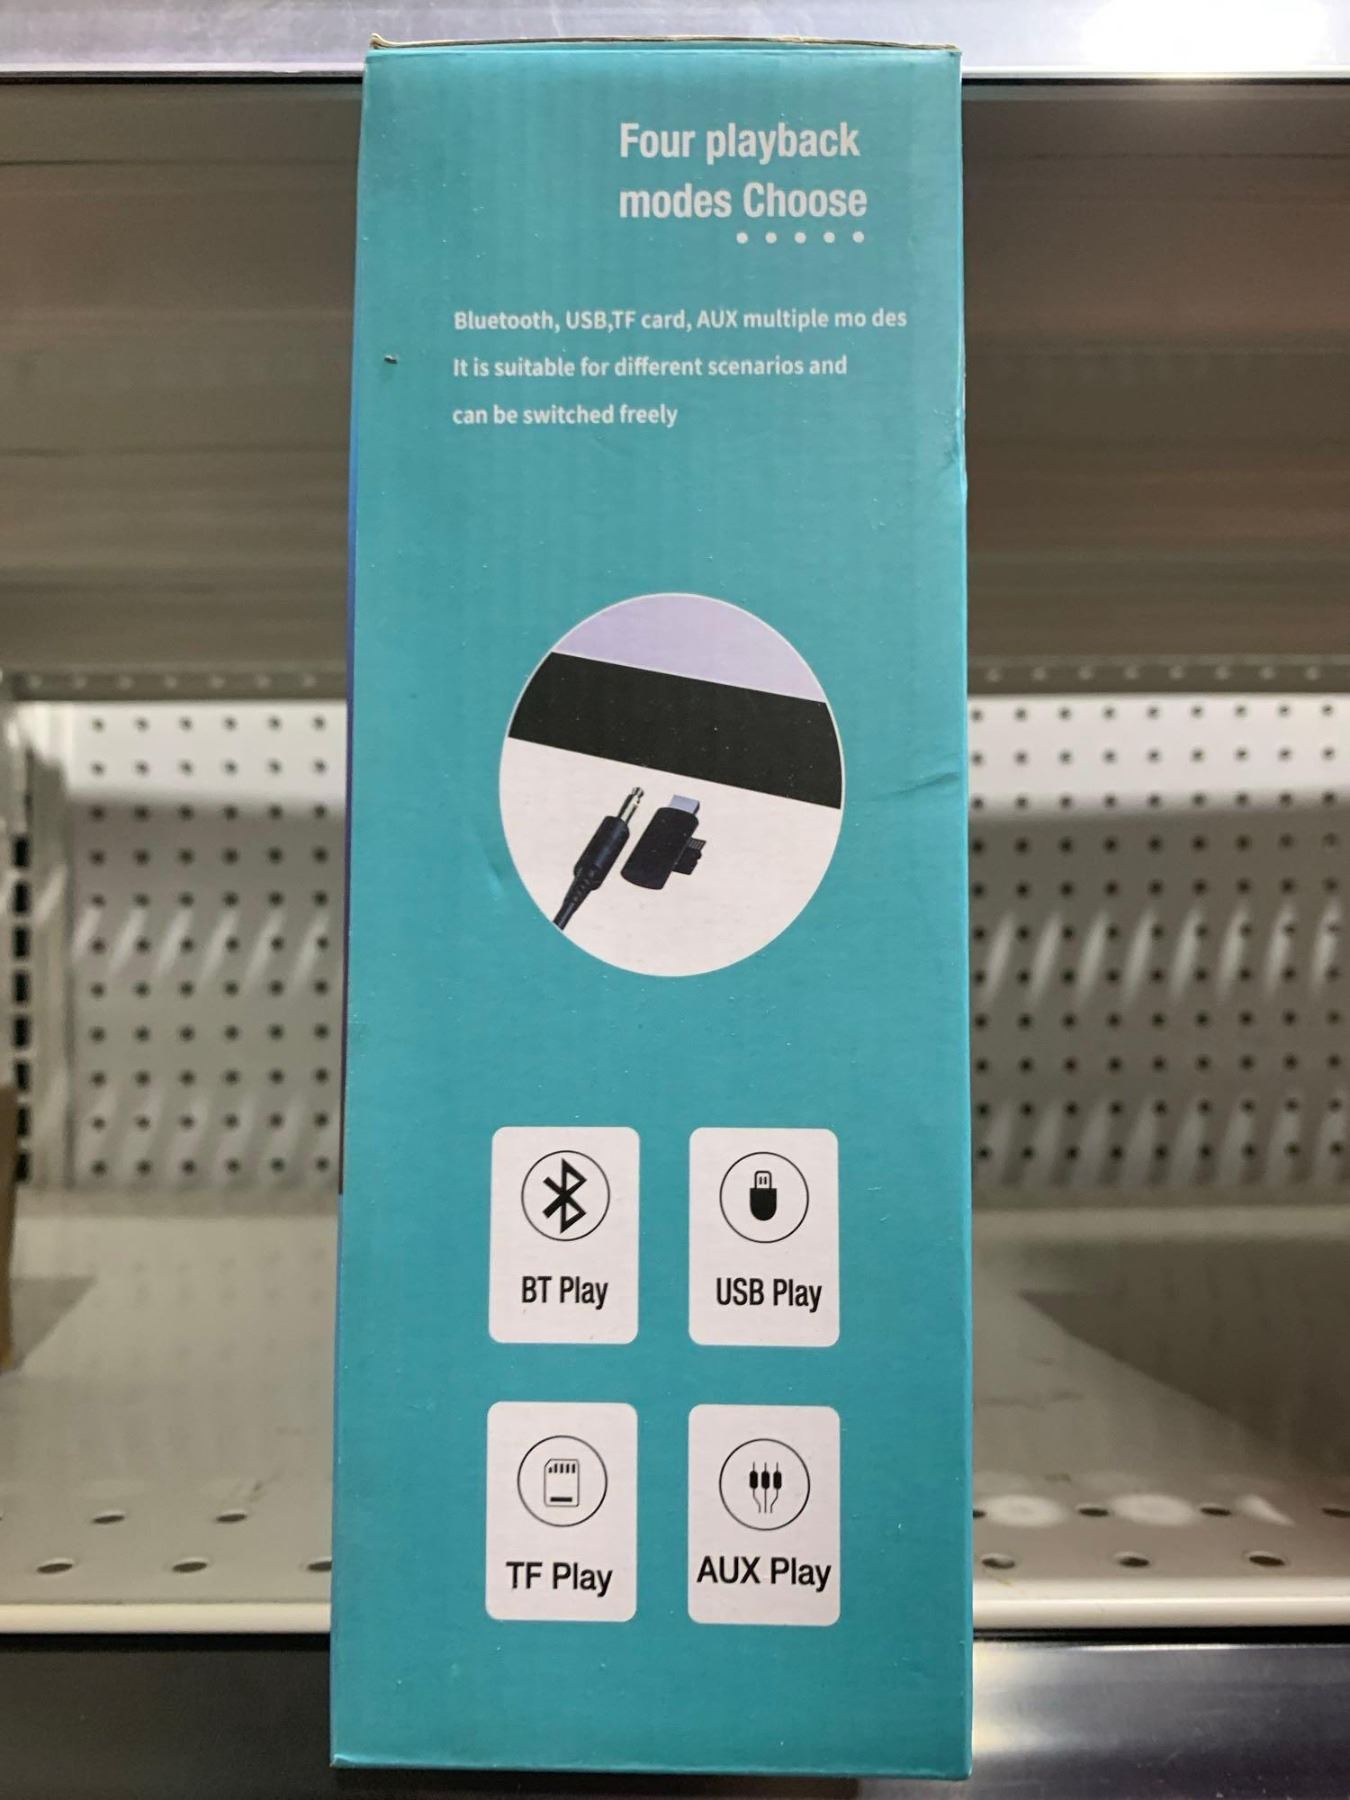 Four playback
modes Choose
Bluetooth, USB,TF card, AUX multiple mo des
It is suitable for different scenarios and
can be switched freely
BT Play
USB Play
TF Play
AUX Play